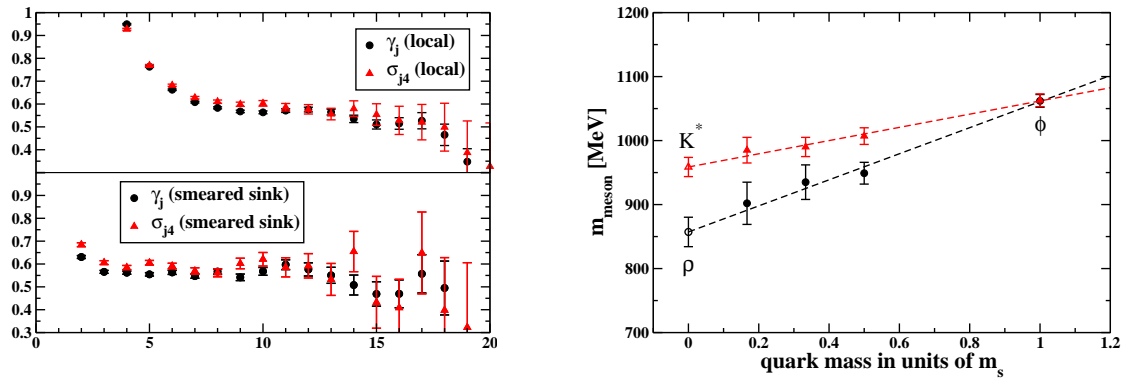 1
0.9
0.8
0.7
0.6
0.5
0.4
γj (local)
σj4 (local)
0.9
0.8
0.7
0.6
0.5
0.4
0.3
γj (smeared sink)
σj4 (smeared sink)
0 5 10 15 20
1200
1100
1000
900
800
700
mmeson [MeV]
K*
ρ
ϕ
0 0.2 0.4 0.6 0.8 1 1.2
quark mass in units of ms